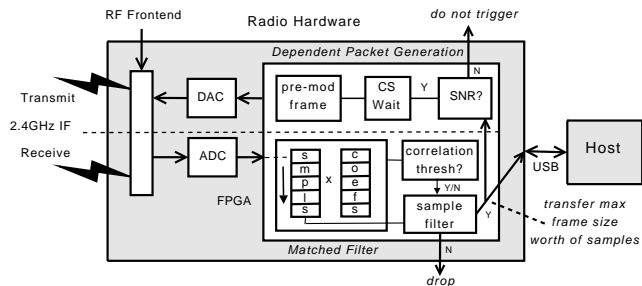 RF Frontend
Radio Hardware
do not trigger
Dependent Packet Generation
N
Transmit
DAC
pre-mod
frame
CS
Wait
Y
SNR?
2.4GHz IF
Receive
ADC
FPGA
s
m
p
l
s
x
c
o
e
f
s
correlation
thresh?
Y/N
sample
filter
Y
N
USB
Host
transfer max
frame size
worth of samples
Matched Filter
drop